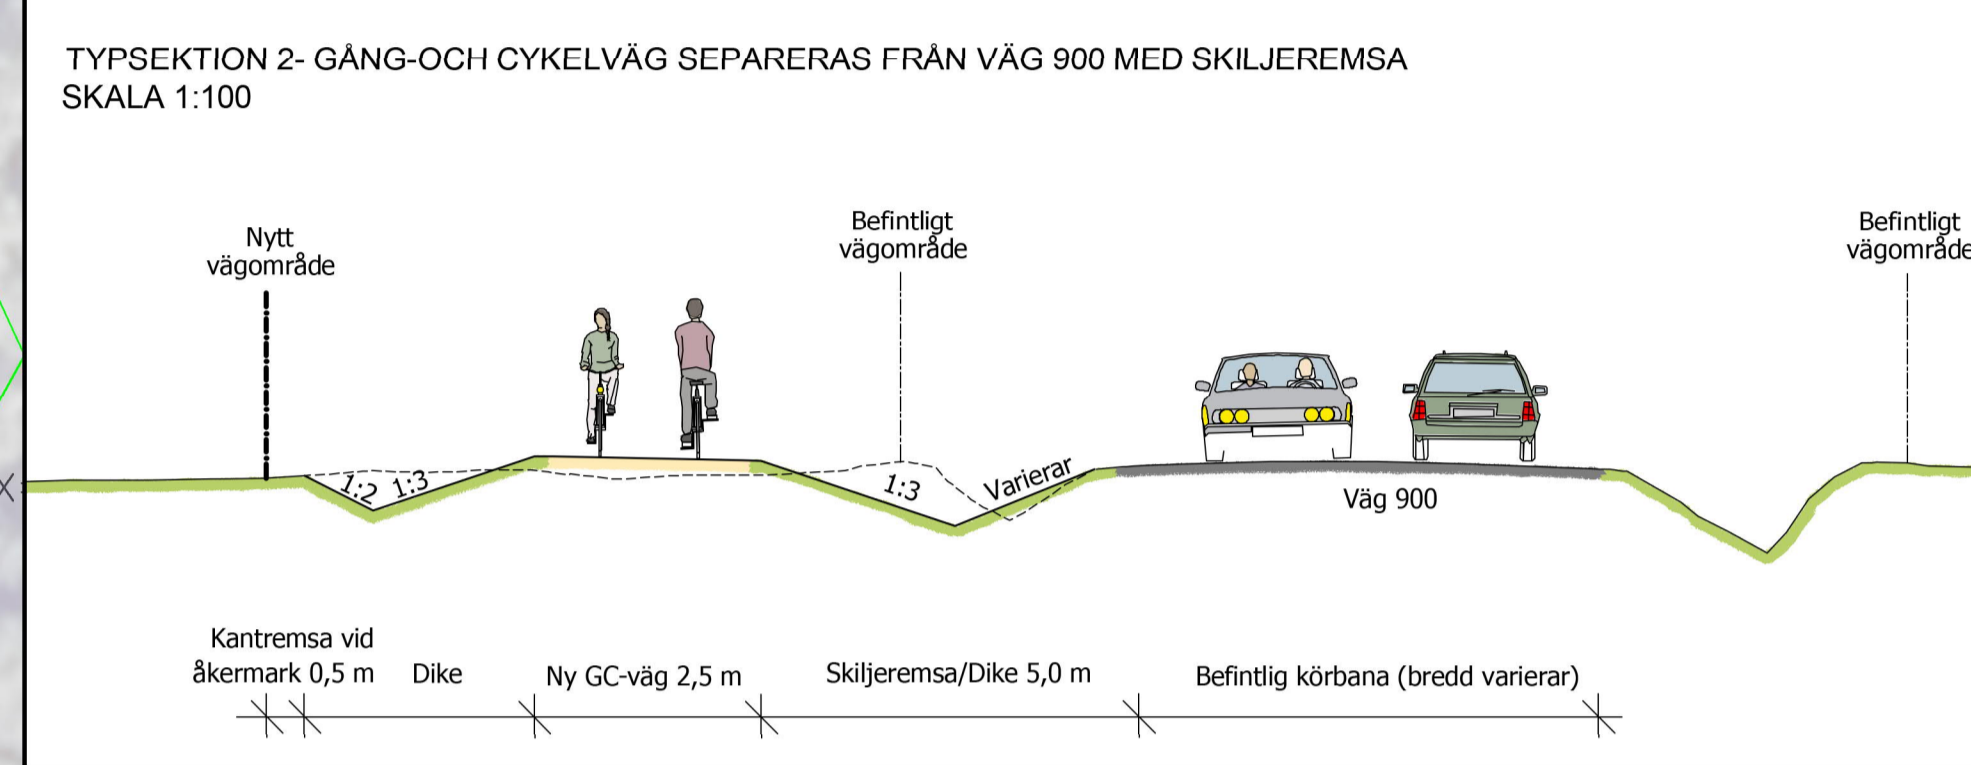 TYPSEKTION 2- GÅNG-OCH CYKELVÄG SEPARERAS FRÅN VÄG 900 MED SKILJEREMSA
SKALA 1:100
Nytt
vägområde
Befintligt
vägområde
Befintligt
vägområde
1:2
1:3
1:3
Varierar
Väg 900
Kantremsa vid
åkermark 0,5 m
Dike
Ny GC-väg 2,5 m
Skiljeremsa/Dike 5,0 m
Befintlig körbana (bredd varierar)